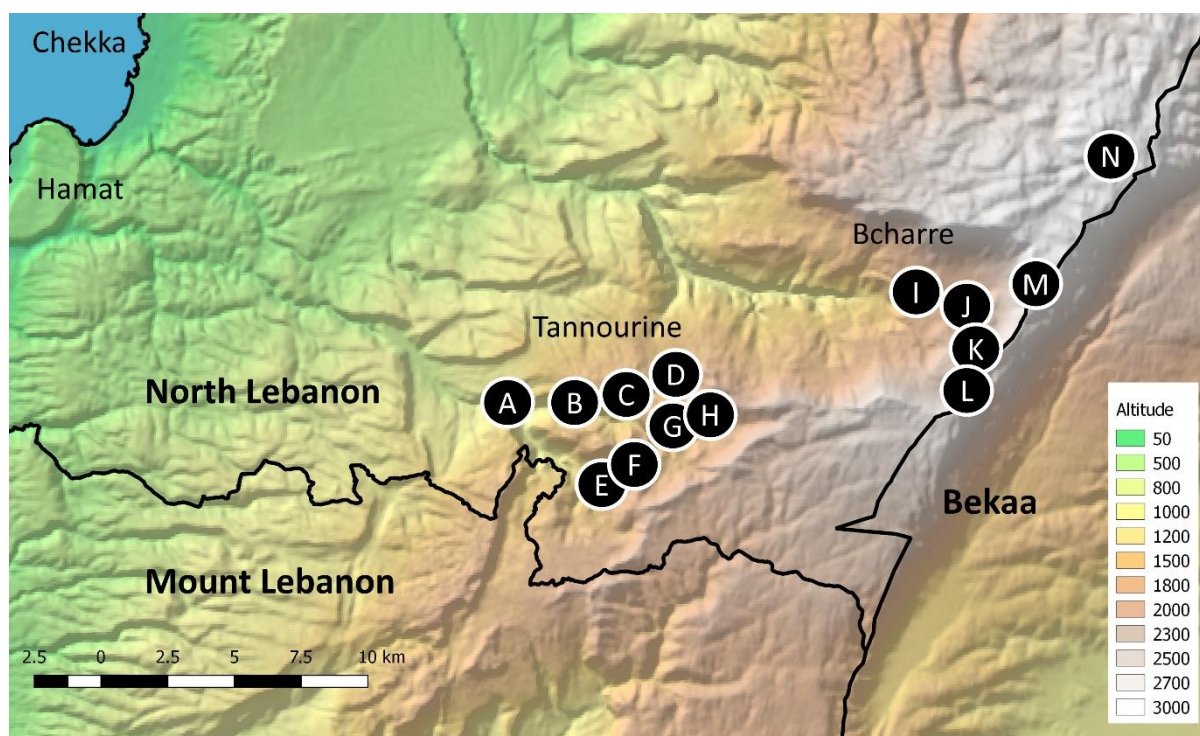 Chekka
Hamat
N
Bcharre
I
J
M
K
L
Tannourine
A
B
C
D
G
H
F
E
North Lebanon
Mount Lebanon
Bekaa
Altitude
50
500
800
1000
1200
1500
1800
2000
2300
2500
2700
3000
2.5 0 2.5 5 7.5 10 km